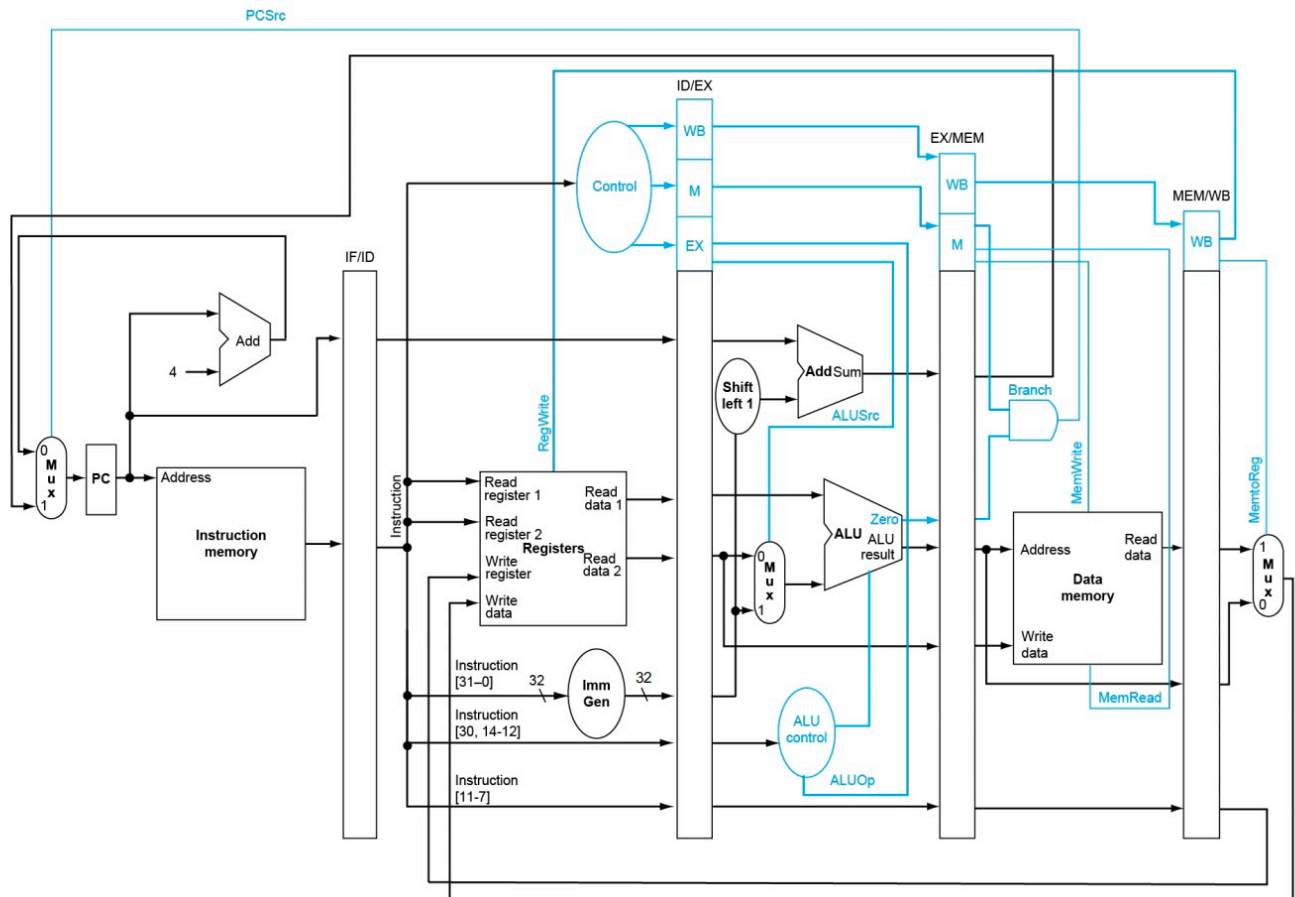 PCSrc
ID/EX
WB
EX/MEM
Control
M
WB
MEM/WB
EX
M
WB
IF/ID
Add
4
Shift
left 1
Add Sum
Branch
ALUSrc
RegWrite
MemWrite
MemtoReg
0
M
u
x
1
PC
Address
Instruction
memory
Instruction
Read
register 1
Read
register 2
Write
register
Write
data
Registers
Read
data 1
Read
data 2
0
M
u
x
1
Zero
ALU
ALU
result
Address
Read
data
Data
memory
Write
data
1
M
u
x
0
Instruction
[31–0]
32
Imm
Gen
32
MemRead
Instruction
[30, 14-12]
ALU
control
ALUOp
Instruction
[11-7]